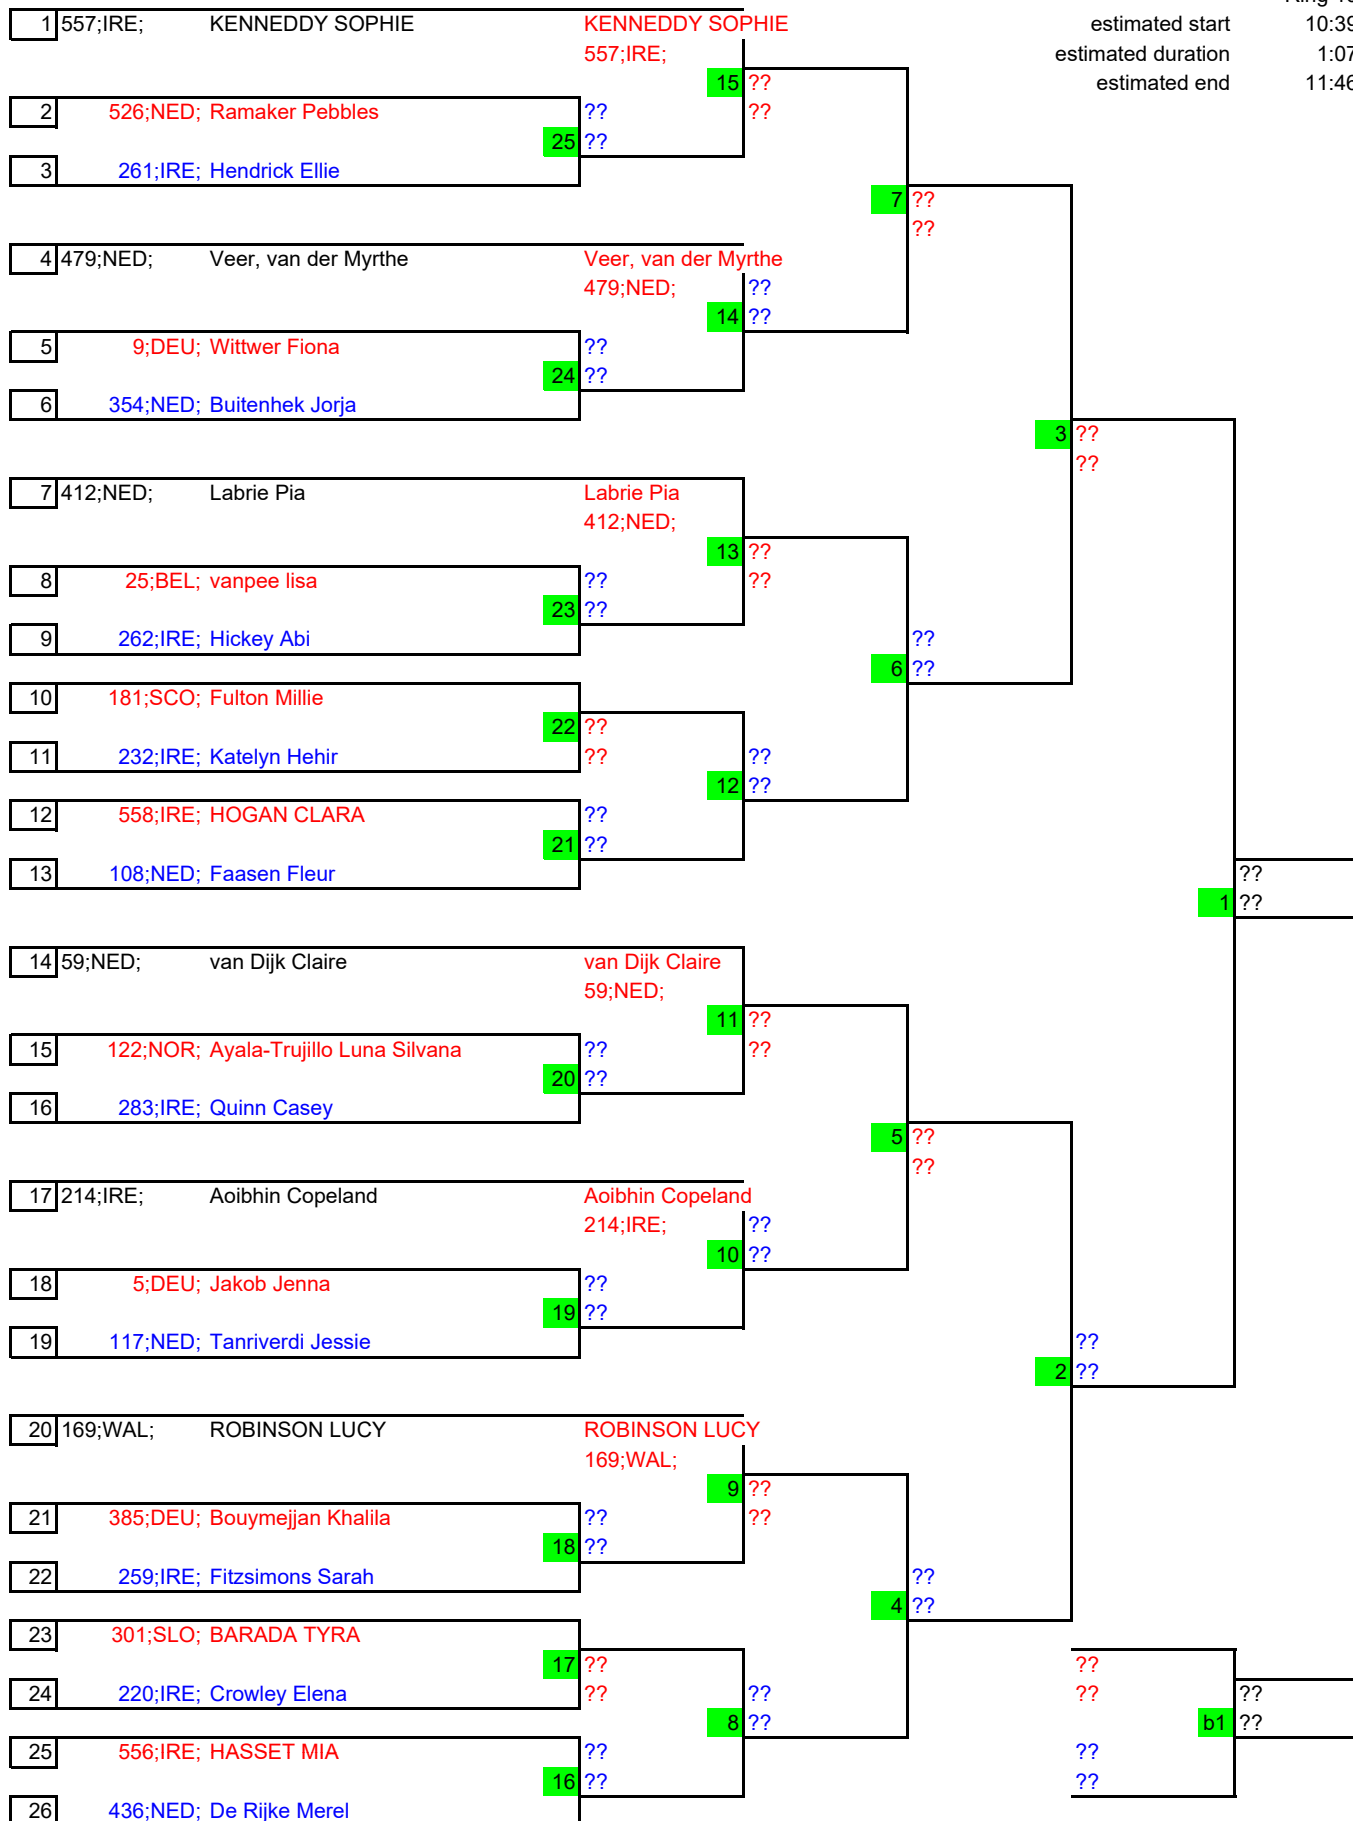 Ring 
1 557;IRE; KENNEDDY SOPHIE KENNEDDY SOPHIE estimated start 10:39
557;IRE; estimated duration 1:07
15 ?? estimated end 11:46
2 526;NED; Ramaker Pebbles ?? ??
25 ??
3 261;IRE; Hendrick Ellie
7 ??
??
4 479;NED; Veer, van der Myrthe Veer, van der Myrthe
479;NED; ??
14 ??
5 9;DEU; Wittwer Fiona ??
24 ??
6 354;NED; Buitenhek Jorja
3 ??
??
7 412;NED; Labrie Pia Labrie Pia
412;NED;
13 ??
8 25;BEL; vanpee lisa ?? ??
23 ??
9 262;IRE; Hickey Abi ??
6 ??
10 181;SCO; Fulton Millie
22 ??
11 232;IRE; Katelyn Hehir ?? ??
12 ??
12 558;IRE; HOGAN CLARA ??
21 ??
13 108;NED; Faasen Fleur ??
1 ??
14 59;NED; van Dijk Claire van Dijk Claire
59;NED;
11 ??
15 122;NOR; Ayala-Trujillo Luna Silvana ?? ??
20 ??
16 283;IRE; Quinn Casey
5 ??
??
17 214;IRE; Aoibhin Copeland Aoibhin Copeland
214;IRE; ??
10 ??
18 5;DEU; Jakob Jenna ??
19 ??
19 117;NED; Tanriverdi Jessie ??
2 ??
20 169;WAL; ROBINSON LUCY ROBINSON LUCY
169;WAL;
9 ??
21 385;DEU; Bouymejjan Khalila ?? ??
18 ??
22 259;IRE; Fitzsimons Sarah ??
4 ??
23 301;SLO; BARADA TYRA
17 ?? ??
24 220;IRE; Crowley Elena ?? ?? ?? ??
8 ?? b1 ??
25 556;IRE; HASSET MIA ?? ??
16 ?? ??
26 436;NED; De Rijke Merel